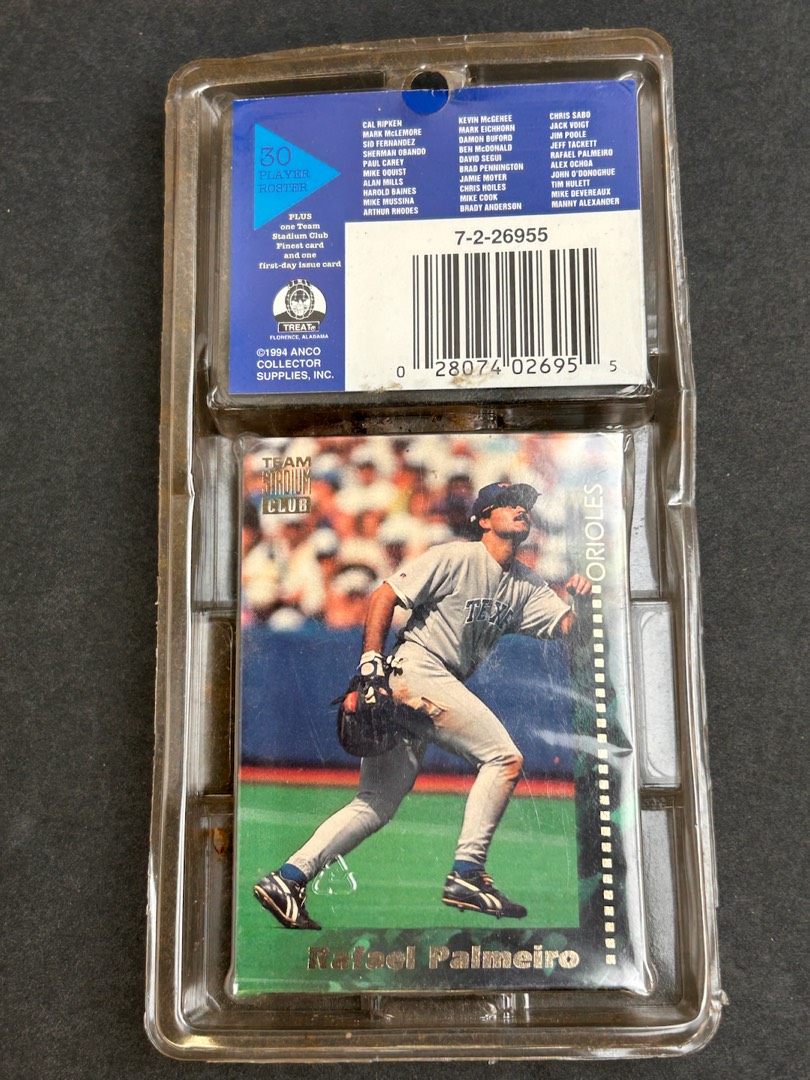 30
PLAYER
ROSTER
PLUS
one Team
Stadium Club
Finest card
and one
first-day issue card
TREAT
FLORENCE, ALABAMA
©1994 ANCO
COLLECTOR
SUPPLIES, INC.
CAL RIPKEN
MARK McLEMORE
SID FERNANDEZ
SHERMAN OBANDO
PAUL CAREY
MIKE OQUIST
ALAN MILLS
HAROLD BAINES
MIKE MUSSINA
ARTHUR RHODES
KEVIN McGEHEE
MARK EICHHORN
DAMON BUFORD
BEN McDONALD
DAVID SEGUI
BRAD PENNINGTON
JAMIE MOYER
CHRIS HOILES
MIKE COOK
BRADY ANDERSON
CHRIS SABO
JACK VOIGT
JIM POOLE
JEFF TACKETT
RAFAEL PALMEIRO
ALEX OCHOA
JOHN O'DONOGHUE
TIM HULETT
MIKE DEVEREAUX
MANNY ALEXANDER
7-2-26955
0 28074 02695 5
TEAM
STADIUM
CLUB
ORIOLES
Rafael Palmeiro